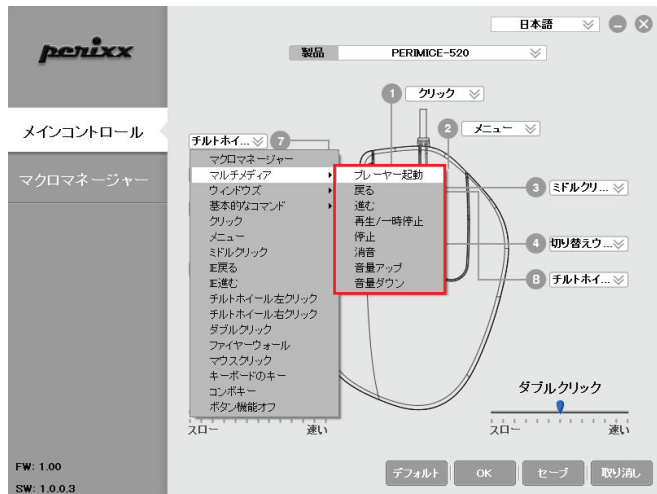 日本語
perixx
製品 PERIMICE-520
1 クリック
2 メニュー
メインコントロール
チルトホイ... 7
マクロマネージャー
マクロマネージャー
マルチメディア
ウィンドウズ
基本的なコマンド
クリック
メニュー
ミドルクリック
IE戻る
IE進む
チルトホイール左クリック
チルトホイール右クリック
ダブルクリック
ファイヤーウォール
マウスクリック
キーボードのキー
コンボキー
ボタン機能オフ
プレーヤー起動
戻る
進む
再生/一時停止
停止
消音
音量アップ
音量ダウン
3 ミドルクリ...
4 切り替えウ...
8 チルトホイ...
ダブルクリック
スロー 速い
スロー 速い
FW: 1.00
SW: 1.0.0.3
デフォルト OK セーブ 取り消し